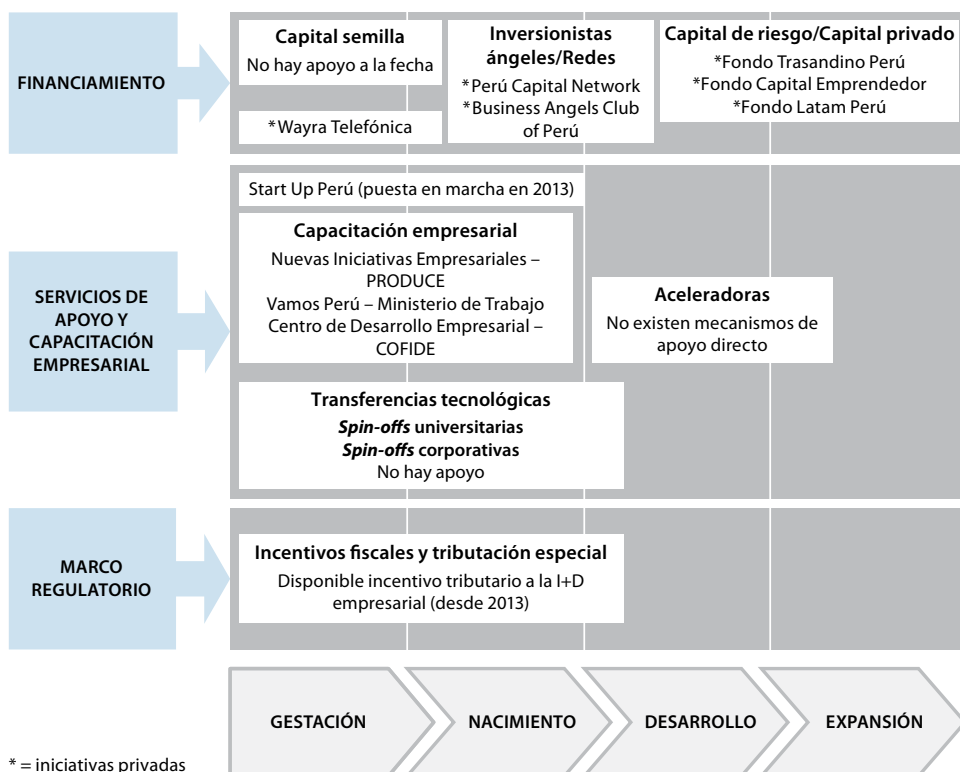 FINANCIAMIENTO
Capital semilla
No hay apoyo a la fecha
*Wayra Telefónica
Inversionistas
ángeles/Redes
*Perú Capital Network
*Business Angels Club
of Perú
Capital de riesgo/Capital privado
*Fondo Trasandino Perú
*Fondo Capital Emprendedor
*Fondo Latam Perú
SERVICIOS DE
APOYO Y
CAPACITACIÓN
EMPRESARIAL
Start Up Perú (puesta en marcha en 2013)
Capacitación empresarial
Nuevas Iniciativas Empresariales –
PRODUCE
Vamos Perú – Ministerio de Trabajo
Centro de Desarrollo Empresarial –
COFIDE
Aceleradoras
No existen mecanismos de
apoyo directo
Transferencias tecnológicas
Spin-offs universitarias
Spin-offs corporativas
No hay apoyo
MARCO
REGULATORIO
Incentivos fiscales y tributación especial
Disponible incentivo tributario a la I+D
empresarial (desde 2013)
GESTACIÓN
NACIMIENTO
DESARROLLO
EXPANSIÓN
* = iniciativas privadas